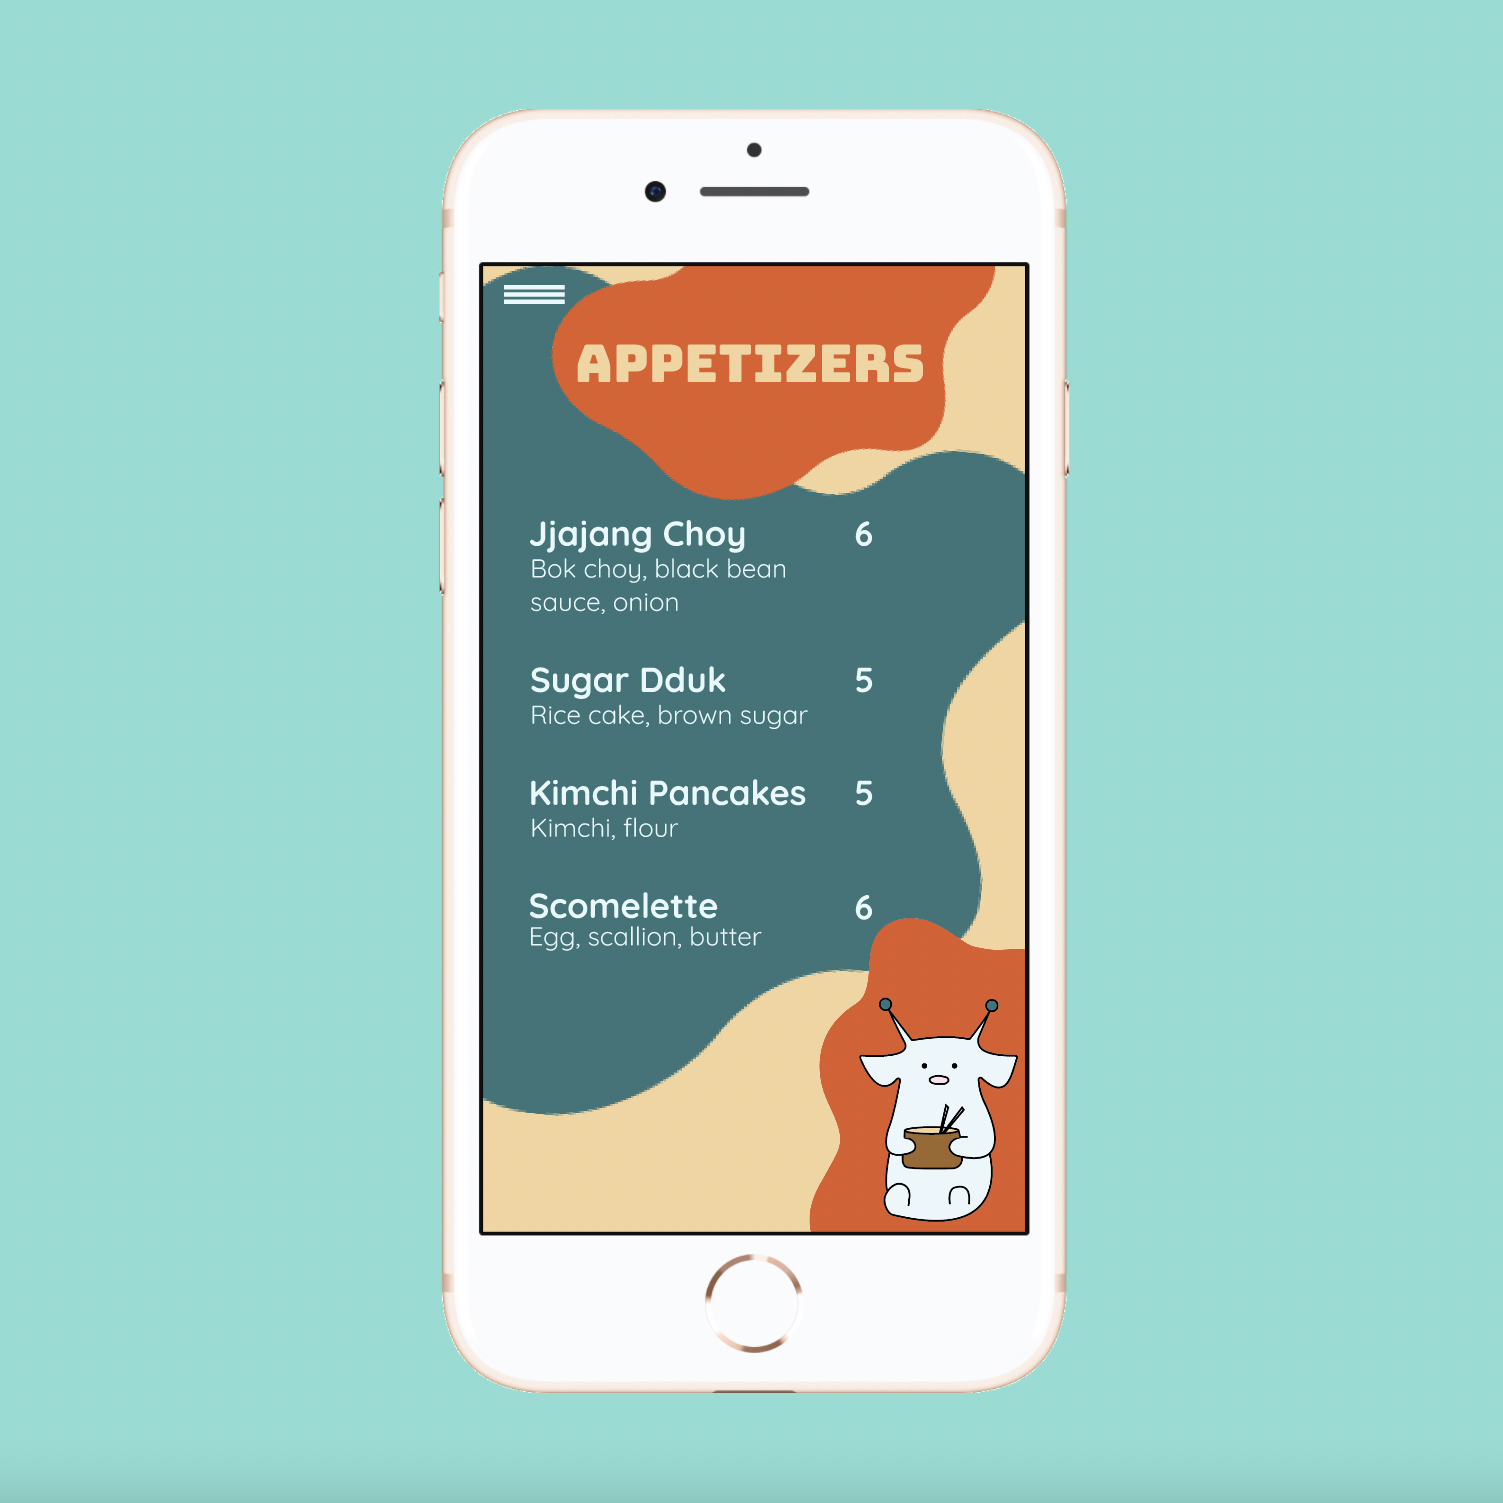 APPETIZERS
Jjajang Choy 6
Bok choy, black bean
sauce, onion
Sugar Dduk 5
Rice cake, brown sugar
Kimchi Pancakes 5
Kimchi, flour
Scomelette 6
Egg, scallion, butter